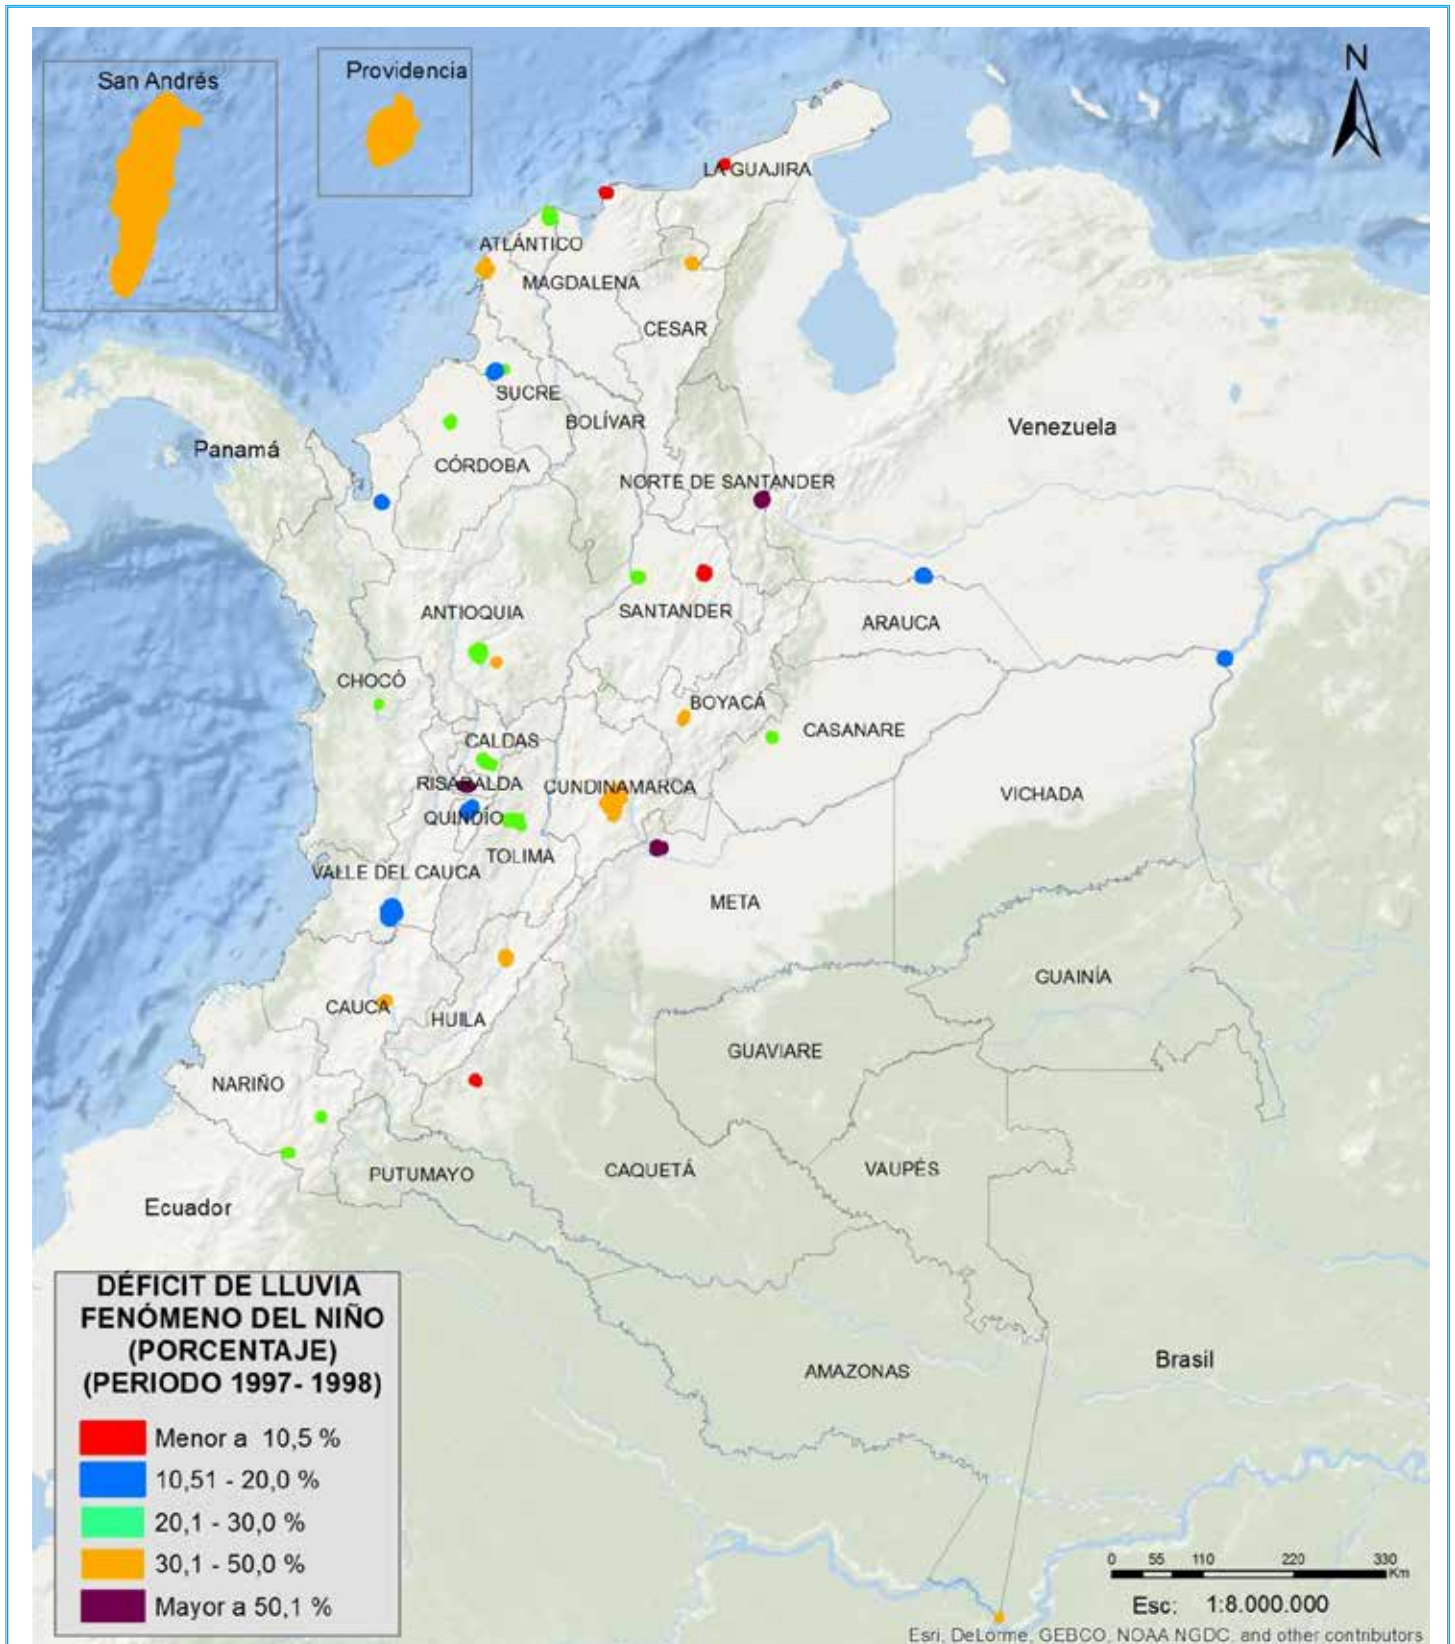 San Andrés
Providencia
N
LA GUAJIRA
ATLÁNTICO
MAGDALENA
CESAR
SUCRE
BOLÍVAR
Venezuela
Panamá
CÓRDOBA
NORTE DE SANTANDER
ANTIOQUIA
SANTANDER
ARAUCA
CHOCÓ
BOYACÁ
CASANARE
CALDAS
RISARALDA
CUNDINAMARCA
VICHADA
QUINDÍO
TOLIMA
VALLE DEL CAUCA
META
GUAINÍA
CAUCA
HUILA
GUAVIARE
NARIÑO
PUTUMAYO
CAQUETÁ
VAUPÉS
Ecuador
AMAZONAS
Brasil
DÉFICIT DE LLUVIA
FENÓMENO DEL NIÑO
(PORCENTAJE)
(PERIODO 1997- 1998)
Menor a 10,5 %
10,51 - 20,0 %
20,1 - 30,0 %
30,1 - 50,0 %
Mayor a 50,1 %
0 55 110 220 330
Km
Esc: 1:8.000.000
Esri, DeLorme, GEBCO, NOAA NGDC, and other contributors